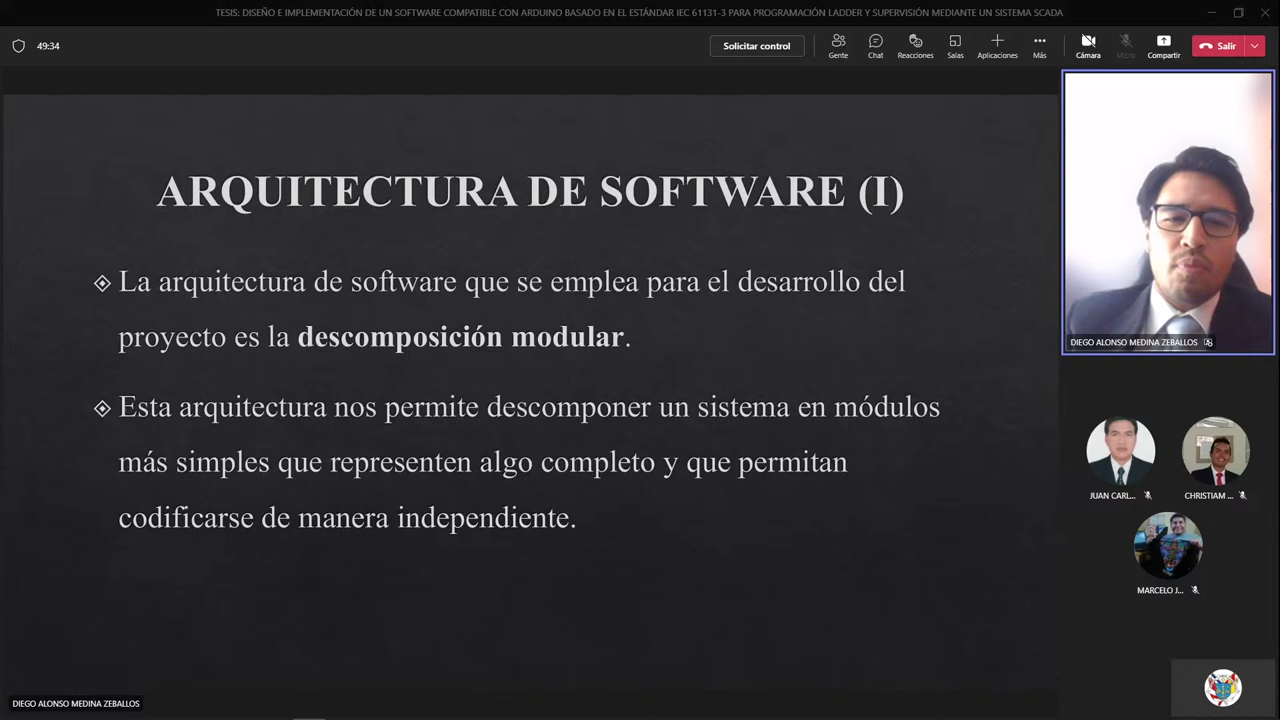 TESIS: DISEÑO E IMPLEMENTACIÓN DE UN SOFTWARE COMPATIBLE CON ARDUINO BASADO EN EL ESTÁNDAR IEC 61131-3 PARA PROGRAMACIÓN LADDER Y SUPERVISIÓN MEDIANTE UN SISTEMA SCADA
49:34
Solicitar control
Gente
Chat
Reacciones
Salas
Aplicaciones
Más
Cámara
Micro
Compartir
Salir
ARQUITECTURA DE SOFTWARE (I)
La arquitectura de software que se emplea para el desarrollo del
proyecto es la descomposición modular.
Esta arquitectura nos permite descomponer un sistema en módulos
más simples que representen algo completo y que permitan
codificarse de manera independiente.
DIEGO ALONSO MEDINA ZEBALLOS
JUAN CARL...
CHRISTIAM ...
MARCELO J...
DIEGO ALONSO MEDINA ZEBALLOS